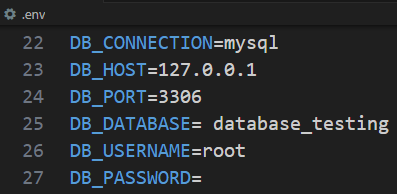 .env
22 DB_CONNECTION=mysql
23 DB_HOST=127.0.0.1
24 DB_PORT=3306
25 DB_DATABASE= database_testing
26 DB_USERNAME=root
27 DB_PASSWORD=